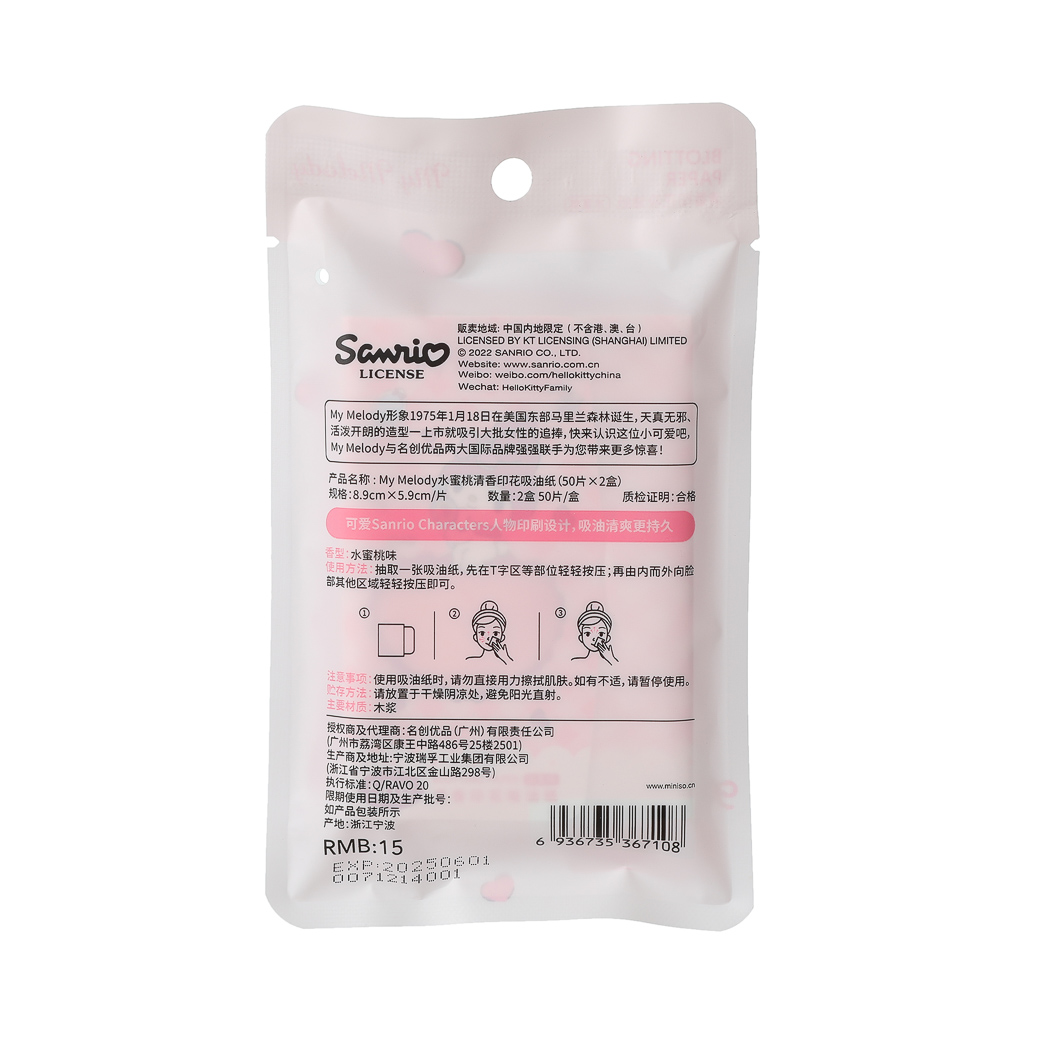 My Melody
BLOTTING
PAPER
Sanrio
LICENSE
贩卖地域: 中国内地限定（不含港、澳、台）
LICENSED BY KT LICENSING (SHANGHAI) LIMITED
© 2022 SANRIO CO., LTD.
Website: www.sanrio.com.cn
Weibo: weibo.com/hellokittychina
Wechat: HelloKittyFamily
My Melody形象1975年1月18日在美国东部马里兰森林诞生，天真无邪、
活泼开朗的造型一上市就吸引大批女性的追捧，快来认识这位小可爱吧，
My Melody与名创优品两大国际品牌强强联手为您带来更多惊喜！
产品名称：My Melody水蜜桃清香印花吸油纸（50片×2盒）
规格：8.9cm×5.9cm/片 数量：2盒 50片/盒 质检证明：合格
可爱Sanrio Characters人物印刷设计，吸油清爽更持久
香型：水蜜桃味
使用方法：抽取一张吸油纸，先在T字区等部位轻轻按压；再由内而外向脸
部其他区域轻轻按压即可。
① ② ③
注意事项：使用吸油纸时，请勿直接用力擦拭肌肤。如有不适，请暂停使用。
贮存方法：请放置于干燥阴凉处，避免阳光直射。
主要材质：木浆
授权商及代理商：名创优品（广州）有限责任公司
(广州市荔湾区康王中路486号25楼2501)
生产商及地址:宁波瑞孚工业集团有限公司
(浙江省宁波市江北区金山路298号)
执行标准：Q/RAVO 20
限期使用日期及生产批号：
如产品包装所示
产地：浙江宁波
www.miniso.cn
RMB:15
6 936735 367108
EXP:20250601
0071214001